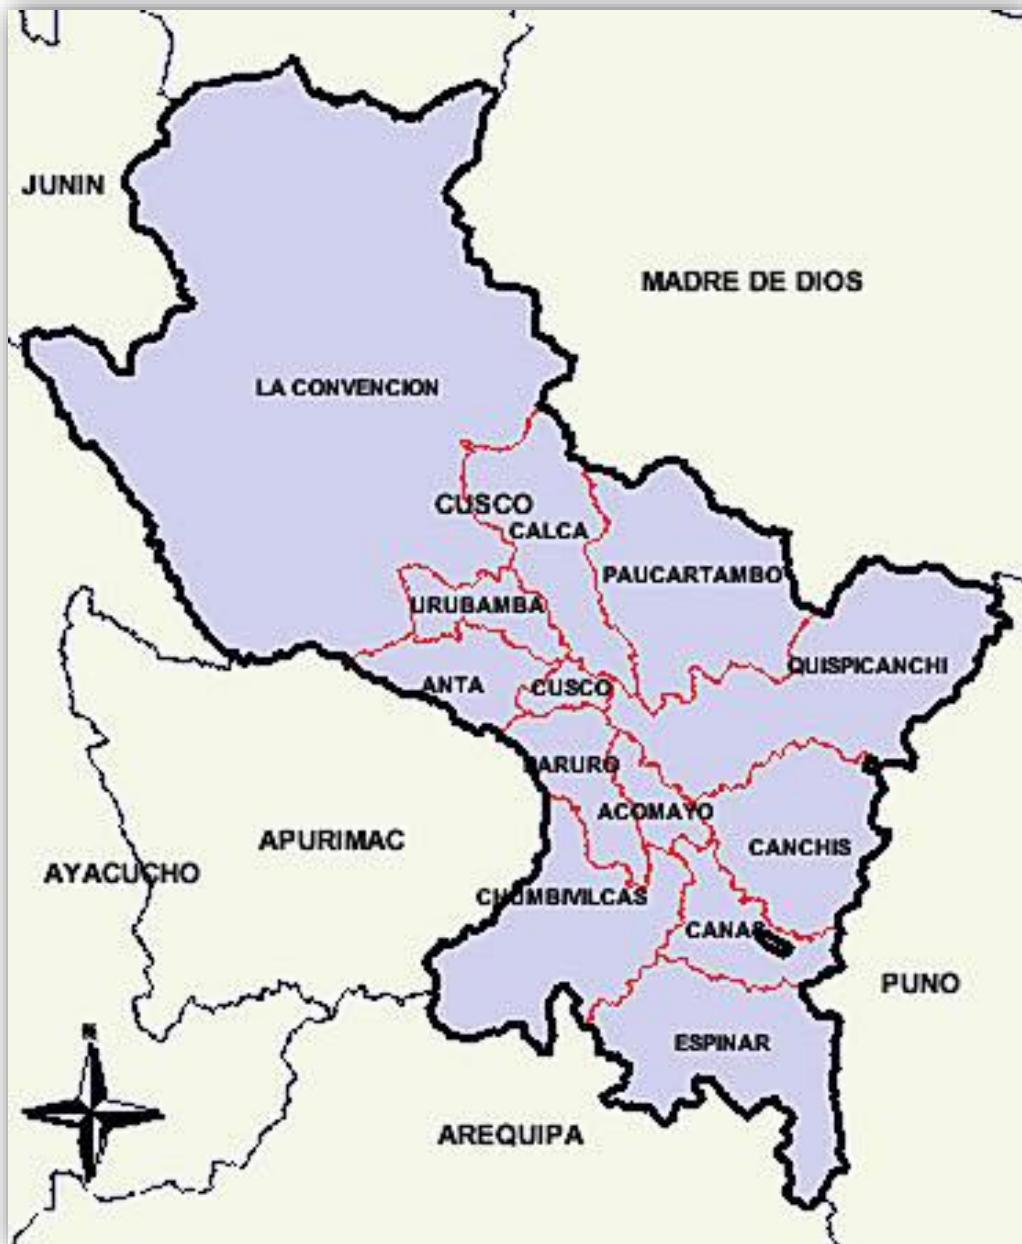 JUNIN
MADRE DE DIOS
LA CONVENCION
CUSCO
CALCA
PAUCARTAMBO
URUBAMBA
QUISPICANCHI
ANTA
CUSCO
PARURO
ACOMAYO
APURIMAC
CANCHIS
AYACUCHO
CHUMBIVILCAS
CANAS
PUNO
N
ESPINAR
AREQUIPA